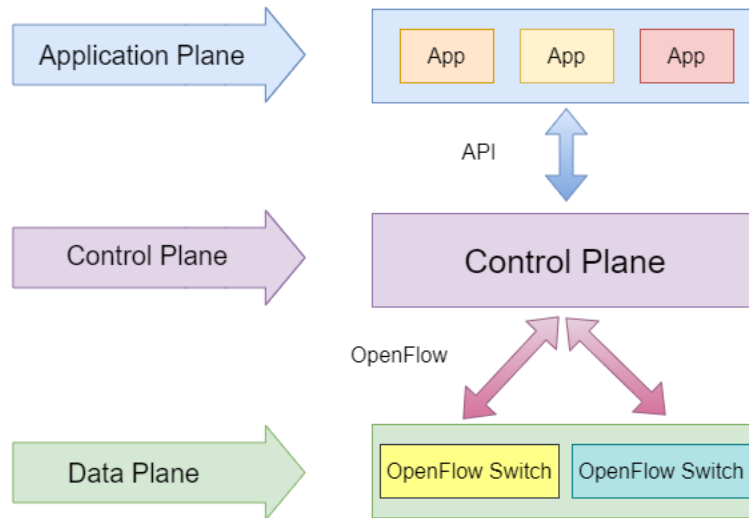 Application Plane
App
App
App
API
Control Plane
Control Plane
OpenFlow
Data Plane
OpenFlow Switch
OpenFlow Switch